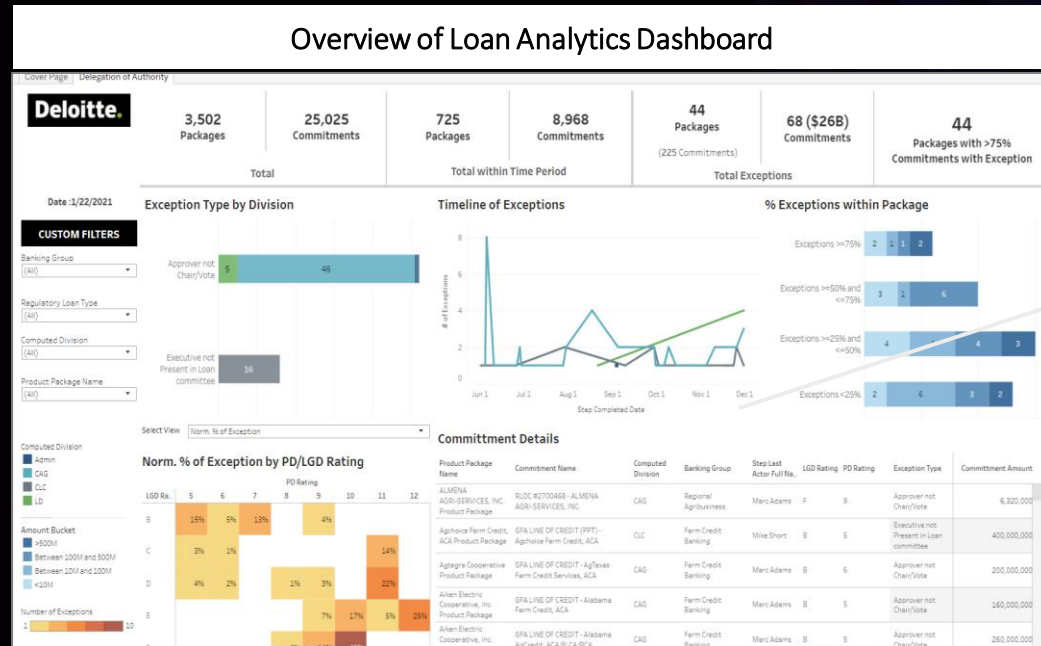 Overview of Loan Analytics Dashboard
Cover Page
Delegation of Authority
Deloitte.
3,502
Packages
25,025
Commitments
Total
725
Packages
8,968
Commitments
Total within Time Period
44
Packages
(225 Commitments)
68 ($26B)
Commitments
Total Exceptions
44
Packages with >75%
Commitments with Exception
Date :1/22/2021
CUSTOM FILTERS
Banking Group
(All)
Regulatory Loan Type
(All)
Computed Division
(All)
Product Package Name
(All)
Computed Division
Admin
CAG
CLC
LD
Amount Bucket
>500M
Between 100M and 500M
Between 10M and 100M
<10M
Number of Exceptions
1 10
Exception Type by Division
Approver not
Chair/Vote
5 46
Executive not
Present in Loan
committee
16
Timeline of Exceptions
# of Exceptions
8
6
4
2
0
Jun 1 Jul 1 Aug 1 Sep 1 Oct 1 Nov 1 Dec 1
Step Completed Date
% Exceptions within Package
Exceptions >=75% 2 1 1 2
Exceptions >=50% and
<=75%
3 1 6
Exceptions >=25% and
<=50%
4 4 3
Exceptions <25% 2 6 3 2
Select View Norm. % of Exception
Norm. % of Exception by PD/LGD Rating
PD Rating
LGD Ra.. 5 6 7 8 9 10 11 12
B 15% 5% 13% 4%
C 3% 1% 14%
D 4% 2% 1% 3% 22%
E 7% 17% 5% 25%
Committment Details
Product Package
Name
Commitment Name
Computed
Division
Banking Group
Step Last
Actor Full Na..
LGD Rating PD Rating Exception Type Committment Amount
ALMENA
AGRI-SERVICES, INC.
Product Package
RLOC #2700468 - ALMENA
AGRI-SERVICES, INC.
CAG
Regional
Agribusiness
Marc Adams F 9
Approver not
Chair/Vote
6,320,000
Agchoice Farm Credit,
ACA Product Package
GFA LINE OF CREDIT (PPT) -
Agchoice Farm Credit, ACA
CLC
Farm Credit
Banking
Mike Short B 5
Executive not
Present in Loan
committee
400,000,000
Agtegra Cooperative
Product Package
GFA LINE OF CREDIT - AgTexas
Farm Credit Services, ACA
CAG
Farm Credit
Banking
Marc Adams B 6
Approver not
Chair/Vote
200,000,000
Aiken Electric
Cooperative, Inc.
Product Package
GFA LINE OF CREDIT - Alabama
Farm Credit, ACA
CAG
Farm Credit
Banking
Marc Adams B 5
Approver not
Chair/Vote
160,000,000
Aiken Electric
Cooperative, Inc.
GFA LINE OF CREDIT - Alabama
CAG
Farm Credit
Banking
Marc Adams B 5
Approver not
Chair/Vote
260,000,000